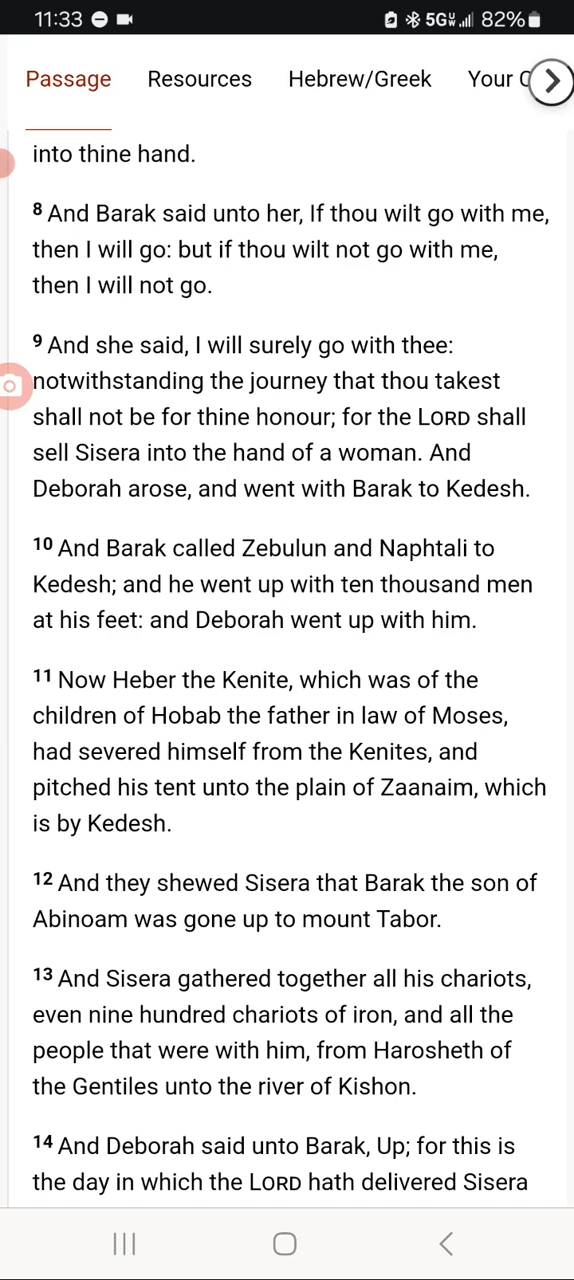 11:33 5G 82%
Passage Resources Hebrew/Greek Your
into thine hand.
8 And Barak said unto her, If thou wilt go with me,
then I will go: but if thou wilt not go with me,
then I will not go.
9 And she said, I will surely go with thee:
notwithstanding the journey that thou takest
shall not be for thine honour; for the LORD shall
sell Sisera into the hand of a woman. And
Deborah arose, and went with Barak to Kedesh.
10 And Barak called Zebulun and Naphtali to
Kedesh; and he went up with ten thousand men
at his feet: and Deborah went up with him.
11 Now Heber the Kenite, which was of the
children of Hobab the father in law of Moses,
had severed himself from the Kenites, and
pitched his tent unto the plain of Zaanaim, which
is by Kedesh.
12 And they shewed Sisera that Barak the son of
Abinoam was gone up to mount Tabor.
13 And Sisera gathered together all his chariots,
even nine hundred chariots of iron, and all the
people that were with him, from Harosheth of
the Gentiles unto the river of Kishon.
14 And Deborah said unto Barak, Up; for this is
the day in which the LORD hath delivered Sisera